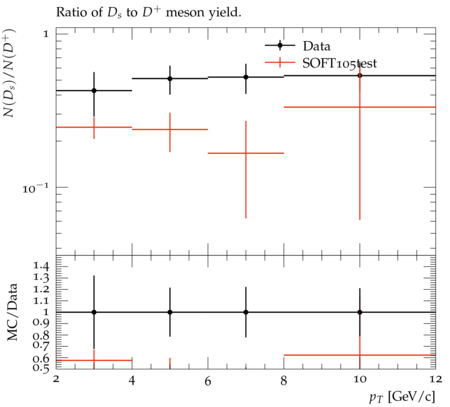 Ratio of D_s to D^+ meson yield.
N(D_s)/N(D^+)
1
Data
SOFT105test
10^−1
MC/Data
1.4
1.3
1.2
1.1
1
0.9
0.8
0.7
0.6
0.5
2 4 6 8 10 12
p_T [GeV/c]